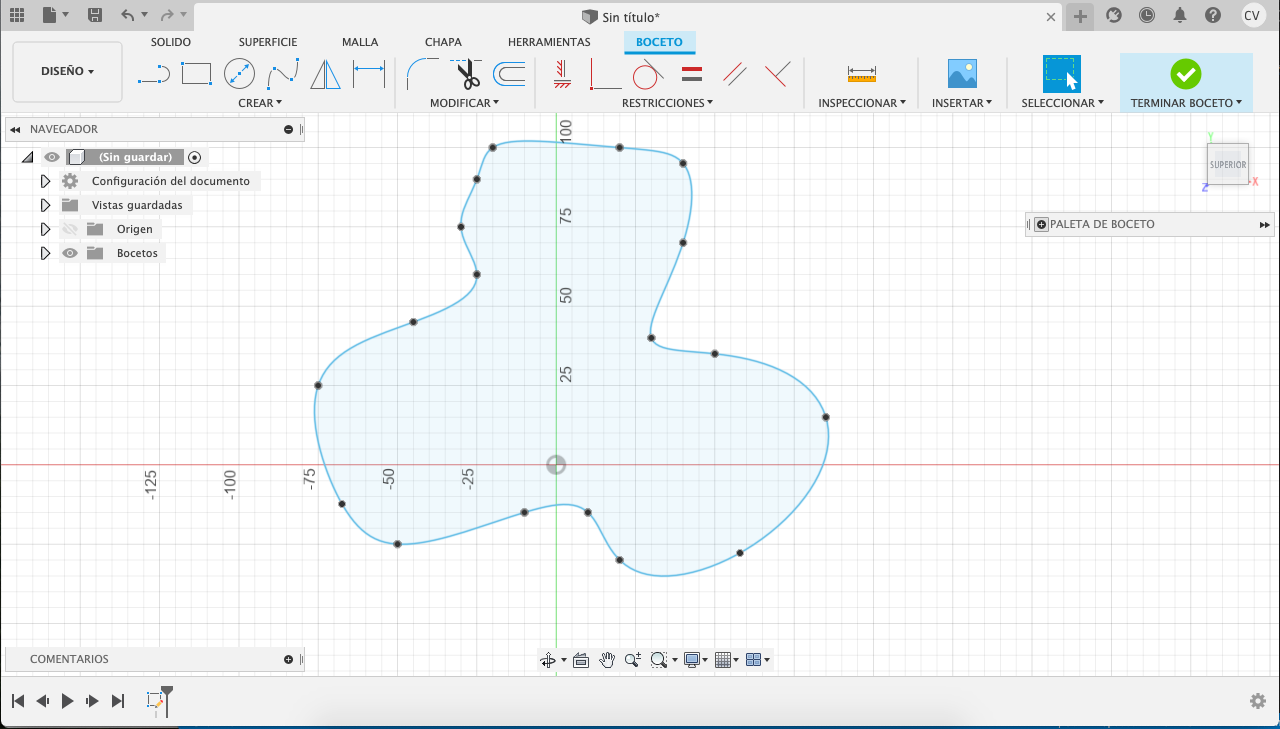 Sin título*
CV
DISEÑO
SOLIDO SUPERFICIE MALLA CHAPA HERRAMIENTAS BOCETO
CREAR MODIFICAR RESTRICCIONES INSPECCIONAR INSERTAR SELECCIONAR TERMINAR BOCETO
NAVEGADOR
(Sin guardar)
Configuración del documento
Vistas guardadas
Origen
Bocetos
100
75
50
25
-125 -100 -75 -50 -25
Y
SUPERIOR
Z X
PALETA DE BOCETO
COMENTARIOS